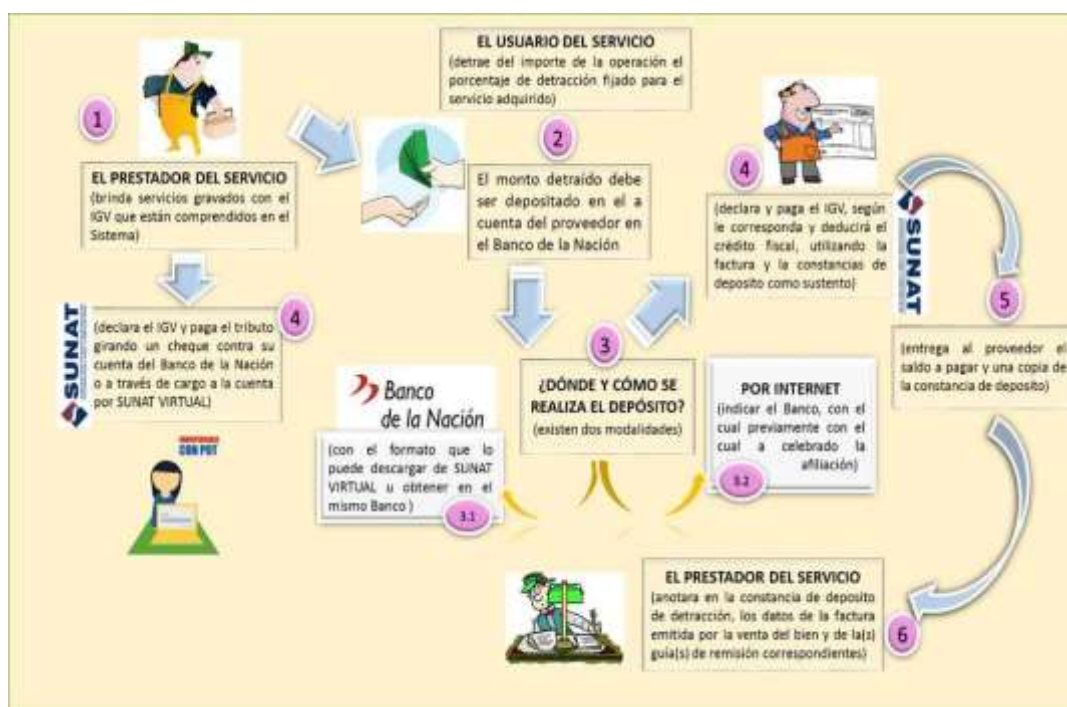 1
EL PRESTADOR DEL SERVICIO
(brinda servicios gravados con el
IGV que están comprendidos en el
Sistema)
EL USUARIO DEL SERVICIO
(detrae del importe de la operación el
porcentaje de detracción fijado para el
servicio adquirido)
2
El monto detraído debe
ser depositado en el a
cuenta del proveedor en
el Banco de la Nación
4
(declara y paga el IGV, según
le corresponda y deducirá el
crédito fiscal, utilizando la
factura y la constancias de
deposito como sustento)
SUNAT
5
(entrega al proveedor el
saldo a pagar y una copia de
la constancia de deposito)
SUNAT
4
(declara el IGV y paga el tributo
girando un cheque contra su
cuenta del Banco de la Nación
o a través de cargo a la cuenta
por SUNAT VIRTUAL)
CON PDT
3
¿DÓNDE Y CÓMO SE
REALIZA EL DEPÓSITO?
(existen dos modalidades)
Banco
de la Nación
(con el formato que lo
puede descargar de SUNAT
VIRTUAL u obtener en el
mismo Banco )
3.1
POR INTERNET
(indicar el Banco, con el
cual previamente con el
cual a celebrado la
afiliación)
3.2
EL PRESTADOR DEL SERVICIO
(anotara en la constancia de deposito
de detracción, los datos de la factura
emitida por la venta del bien y de la(s)
guía(s) de remisión correspondientes)
6